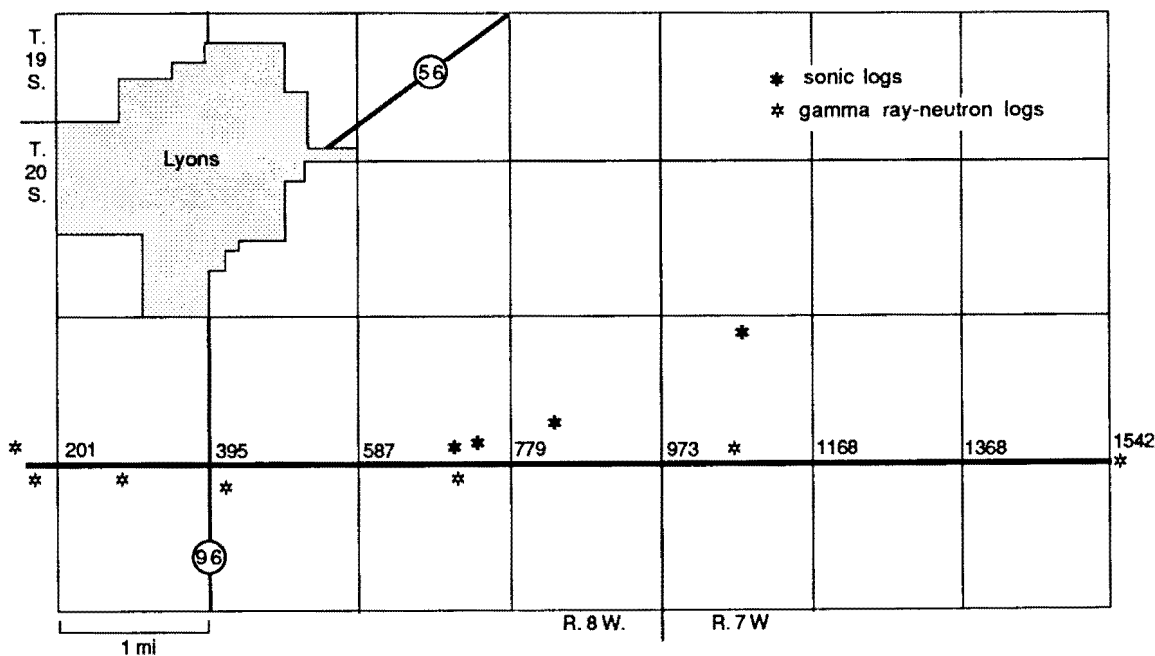 T.
19
S.
56
sonic logs
gamma ray-neutron logs
T.
20
S.
Lyons
201
395
587
779
973
1168
1368
1542
96
1 mi
R. 8 W.
R. 7 W